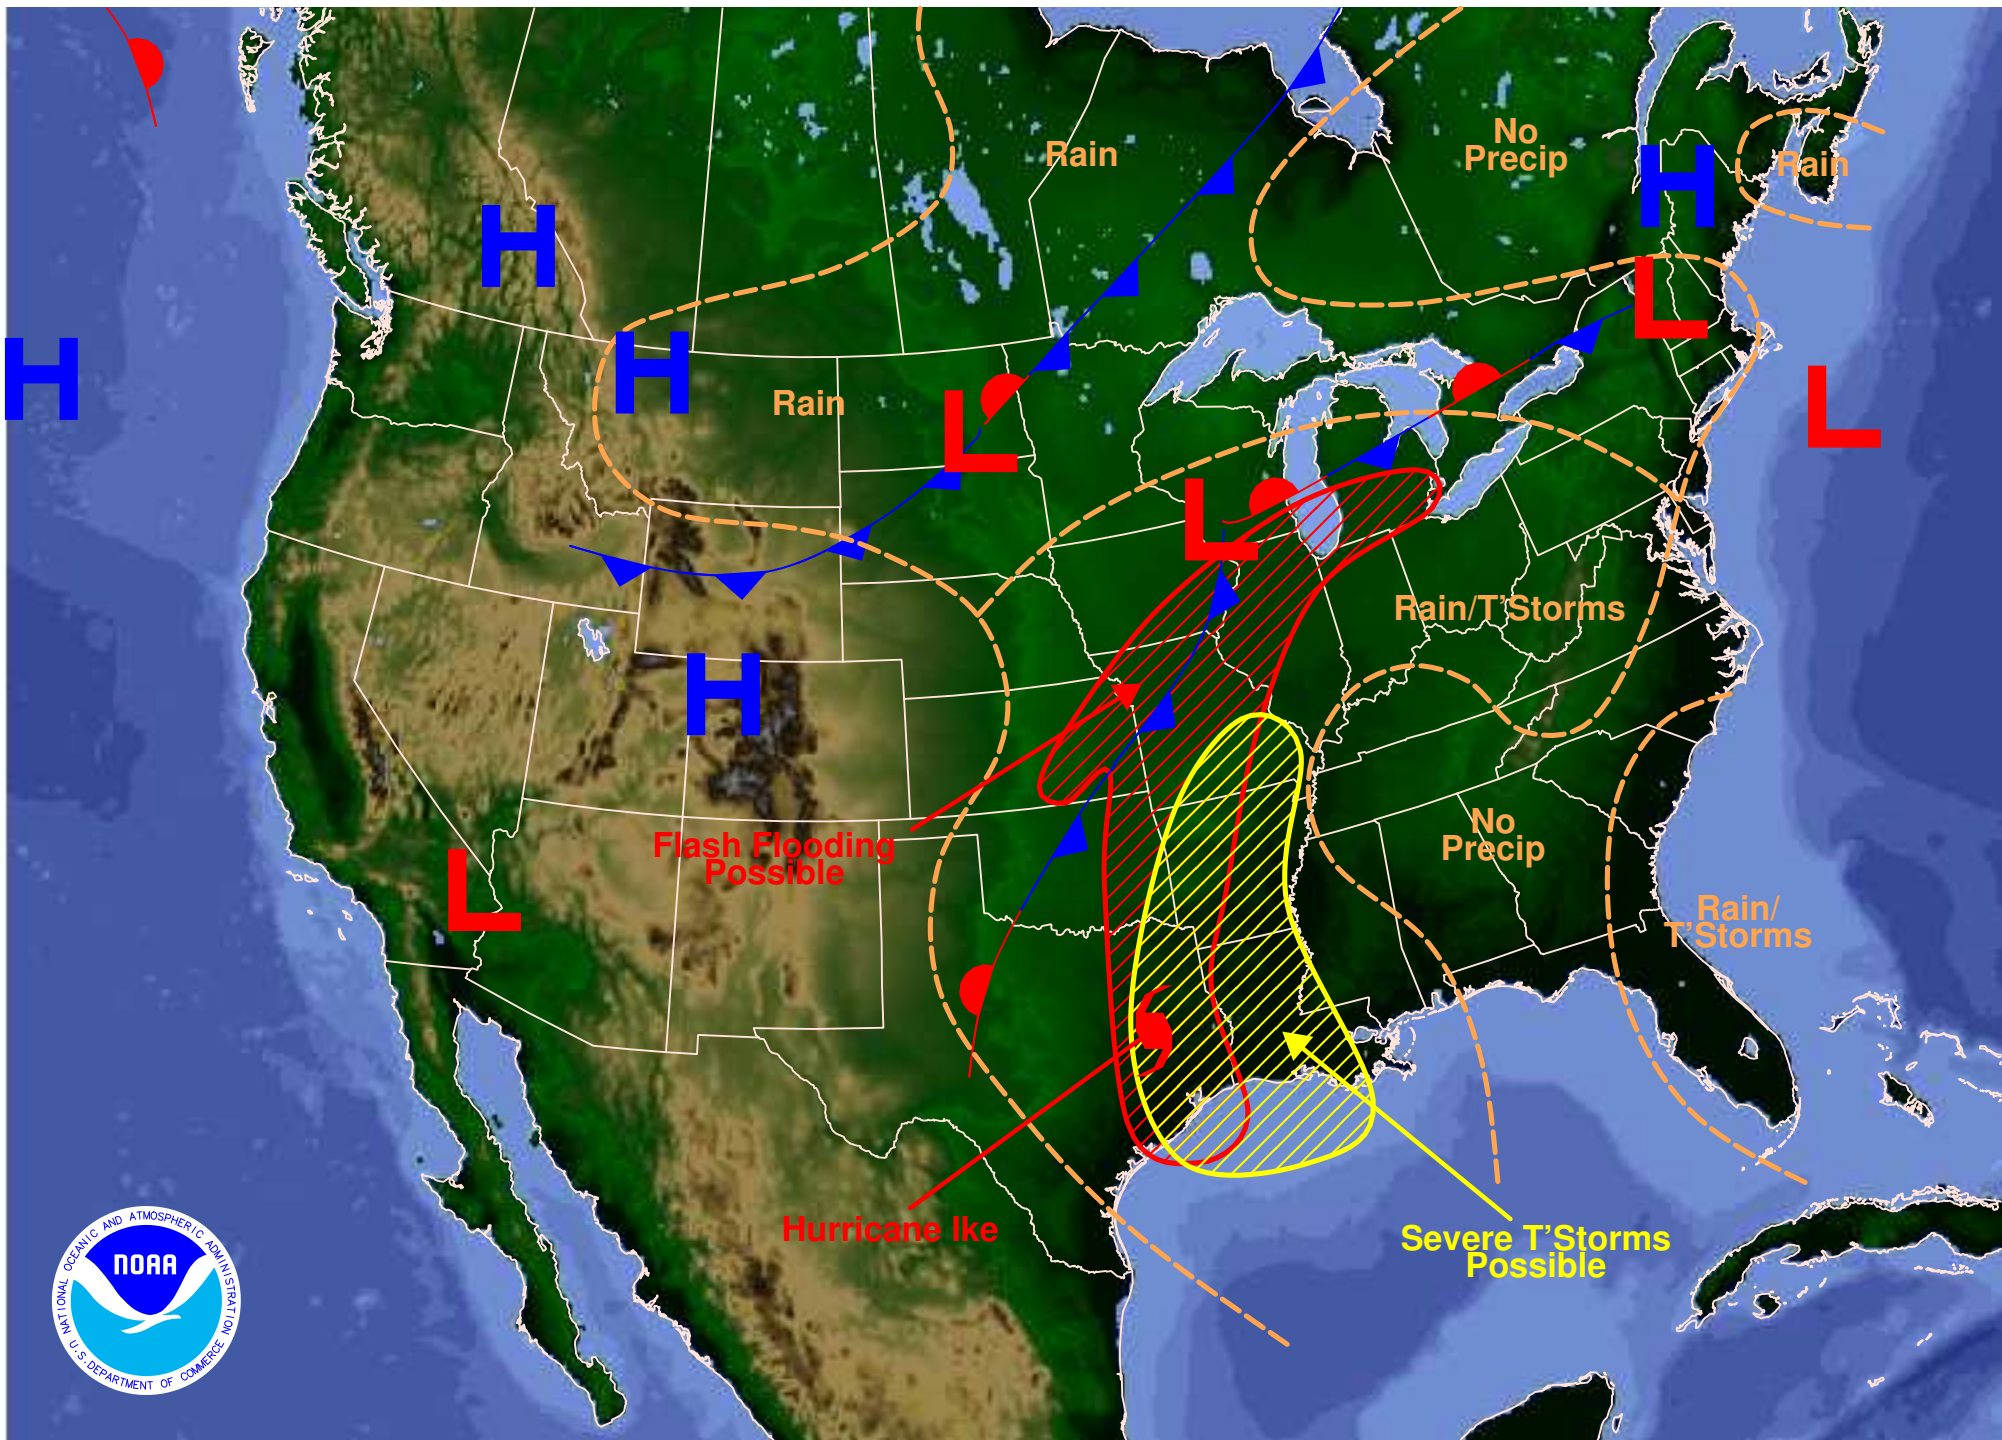 Rain
No
Precip
Rain
H
H
L
H
H
L
Rain
L
L
Rain/T'Storms
H
No
Precip
Flash Flooding
Possible
L
Rain/
T'Storms
Hurricane Ike
Severe T'Storms
Possible
NATIONAL OCEANIC AND ATMOSPHERIC ADMINISTRATION
NOAA
U.S. DEPARTMENT OF COMMERCE